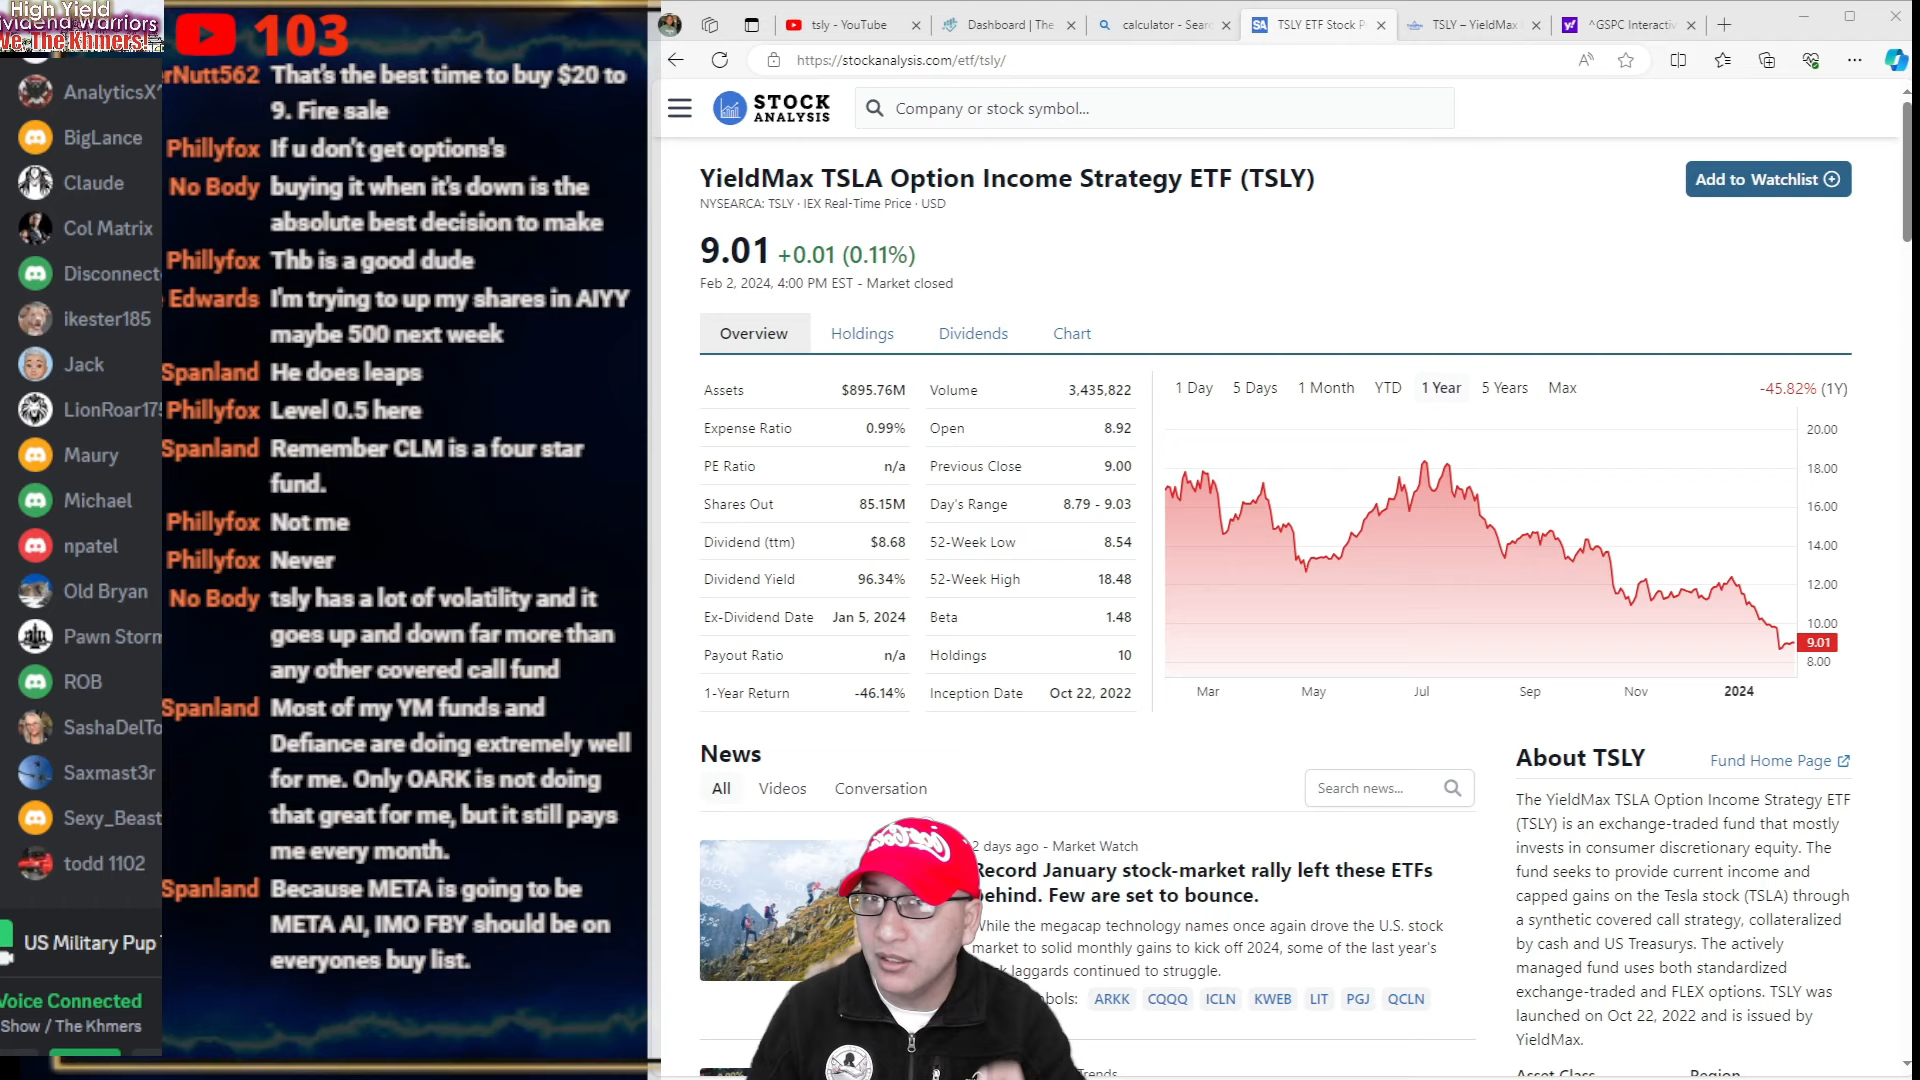 High Yield
Dividend Warriors
We, The Khmers!
AnalyticsX
BigLance
Claude
Col Matrix
Disconnect
ikester185
Jack
LionRoar175
Maury
Michael
npatel
Old Bryan
Pawn Storm
ROB
SashaDelTo
Saxmast3r
Sexy_Beast
todd 1102
US Military Pup
Voice Connected
Show / The Khmers
103
rNutt562 That's the best time to buy $20 to
9. Fire sale
Phillyfox If u don't get options's
No Body buying it when it's down is the
absolute best decision to make
Phillyfox Thb is a good dude
Edwards I'm trying to up my shares in AIYY
maybe 500 next week
Spanland He does leaps
Phillyfox Level 0.5 here
Spanland Remember CLM is a four star
fund.
Phillyfox Not me
Phillyfox Never
No Body tsly has a lot of volatility and it
goes up and down far more than
any other covered call fund
Spanland Most of my YM funds and
Defiance are doing extremely well
for me. Only OARK is not doing
that great for me, but it still pays
me every month.
Spanland Because META is going to be
META AI, IMO FBY should be on
everyones buy list.
tsly - YouTube
Dashboard | The
calculator - Sear
TSLY ETF Stock P
TSLY – YieldMax
^GSPC Interactiv
https://stockanalysis.com/etf/tsly/
STOCK
ANALYSIS
Company or stock symbol...
YieldMax TSLA Option Income Strategy ETF (TSLY)
NYSEARCA: TSLY · IEX Real-Time Price · USD
Add to Watchlist
9.01 +0.01 (0.11%)
Feb 2, 2024, 4:00 PM EST - Market closed
Overview Holdings Dividends Chart
Assets $895.76M Volume 3,435,822
Expense Ratio 0.99% Open 8.92
PE Ratio n/a Previous Close 9.00
Shares Out 85.15M Day's Range 8.79 - 9.03
Dividend (ttm) $8.68 52-Week Low 8.54
Dividend Yield 96.34% 52-Week High 18.48
Ex-Dividend Date Jan 5, 2024 Beta 1.48
Payout Ratio n/a Holdings 10
1-Year Return -46.14% Inception Date Oct 22, 2022
1 Day 5 Days 1 Month YTD 1 Year 5 Years Max -45.82% (1Y)
20.00
18.00
16.00
14.00
12.00
10.00
9.01
8.00
Mar May Jul Sep Nov 2024
News
All Videos Conversation
Search news...
2 days ago - Market Watch
Record January stock-market rally left these ETFs
behind. Few are set to bounce.
While the megacap technology names once again drove the U.S. stock
market to solid monthly gains to kick off 2024, some of the last year's
laggards continued to struggle.
ARKK CQQQ ICLN KWEB LIT PGJ QCLN
Trends
About TSLY
Fund Home Page
The YieldMax TSLA Option Income Strategy ETF
(TSLY) is an exchange-traded fund that mostly
invests in consumer discretionary equity. The
fund seeks to provide current income and
capped gains on the Tesla stock (TSLA) through
a synthetic covered call strategy, collateralized
by cash and US Treasurys. The actively
managed fund uses both standardized
exchange-traded and FLEX options. TSLY was
launched on Oct 22, 2022 and is issued by
YieldMax.
Asset Class Region